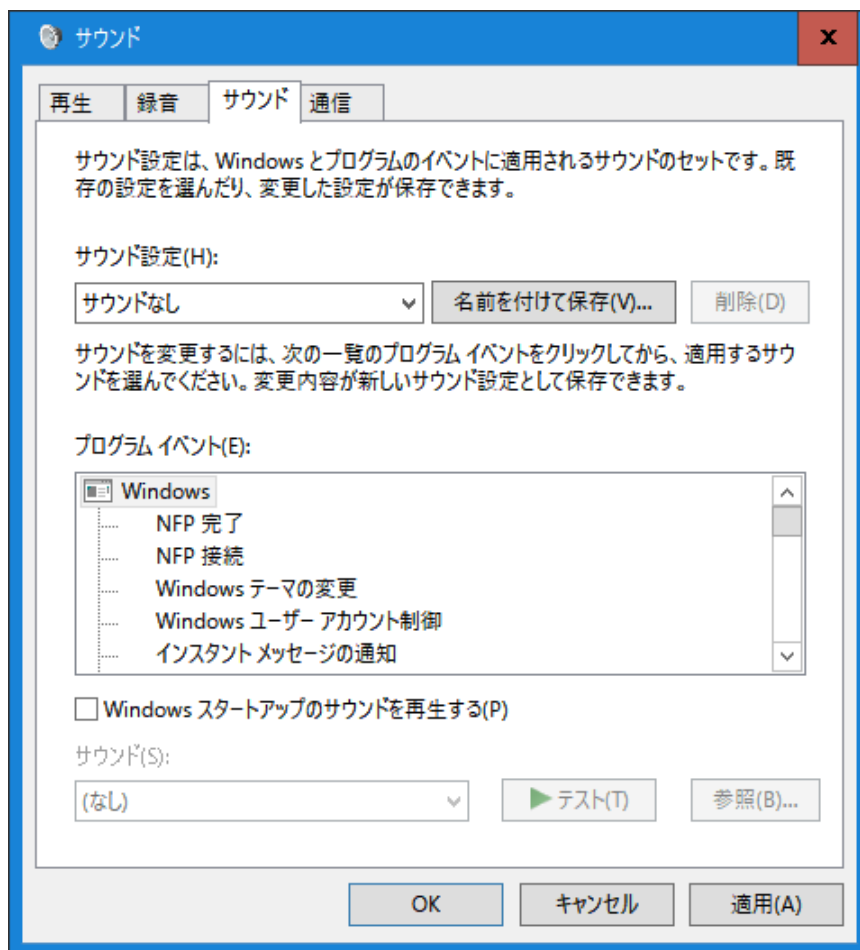 サウンド
x
再生
録音
サウンド
通信
サウンド設定は、Windows とプログラムのイベントに適用されるサウンドのセットです。既
存の設定を選んだり、変更した設定が保存できます。
サウンド設定(H):
サウンドなし
名前を付けて保存(V)...
削除(D)
サウンドを変更するには、次の一覧のプログラム イベントをクリックしてから、適用するサウ
ンドを選んでください。変更内容が新しいサウンド設定として保存できます。
プログラム イベント(E):
Windows
NFP 完了
NFP 接続
Windows テーマの変更
Windows ユーザー アカウント制御
インスタント メッセージの通知
Windows スタートアップのサウンドを再生する(P)
サウンド(S):
(なし)
テスト(T)
参照(B)...
OK
キャンセル
適用(A)